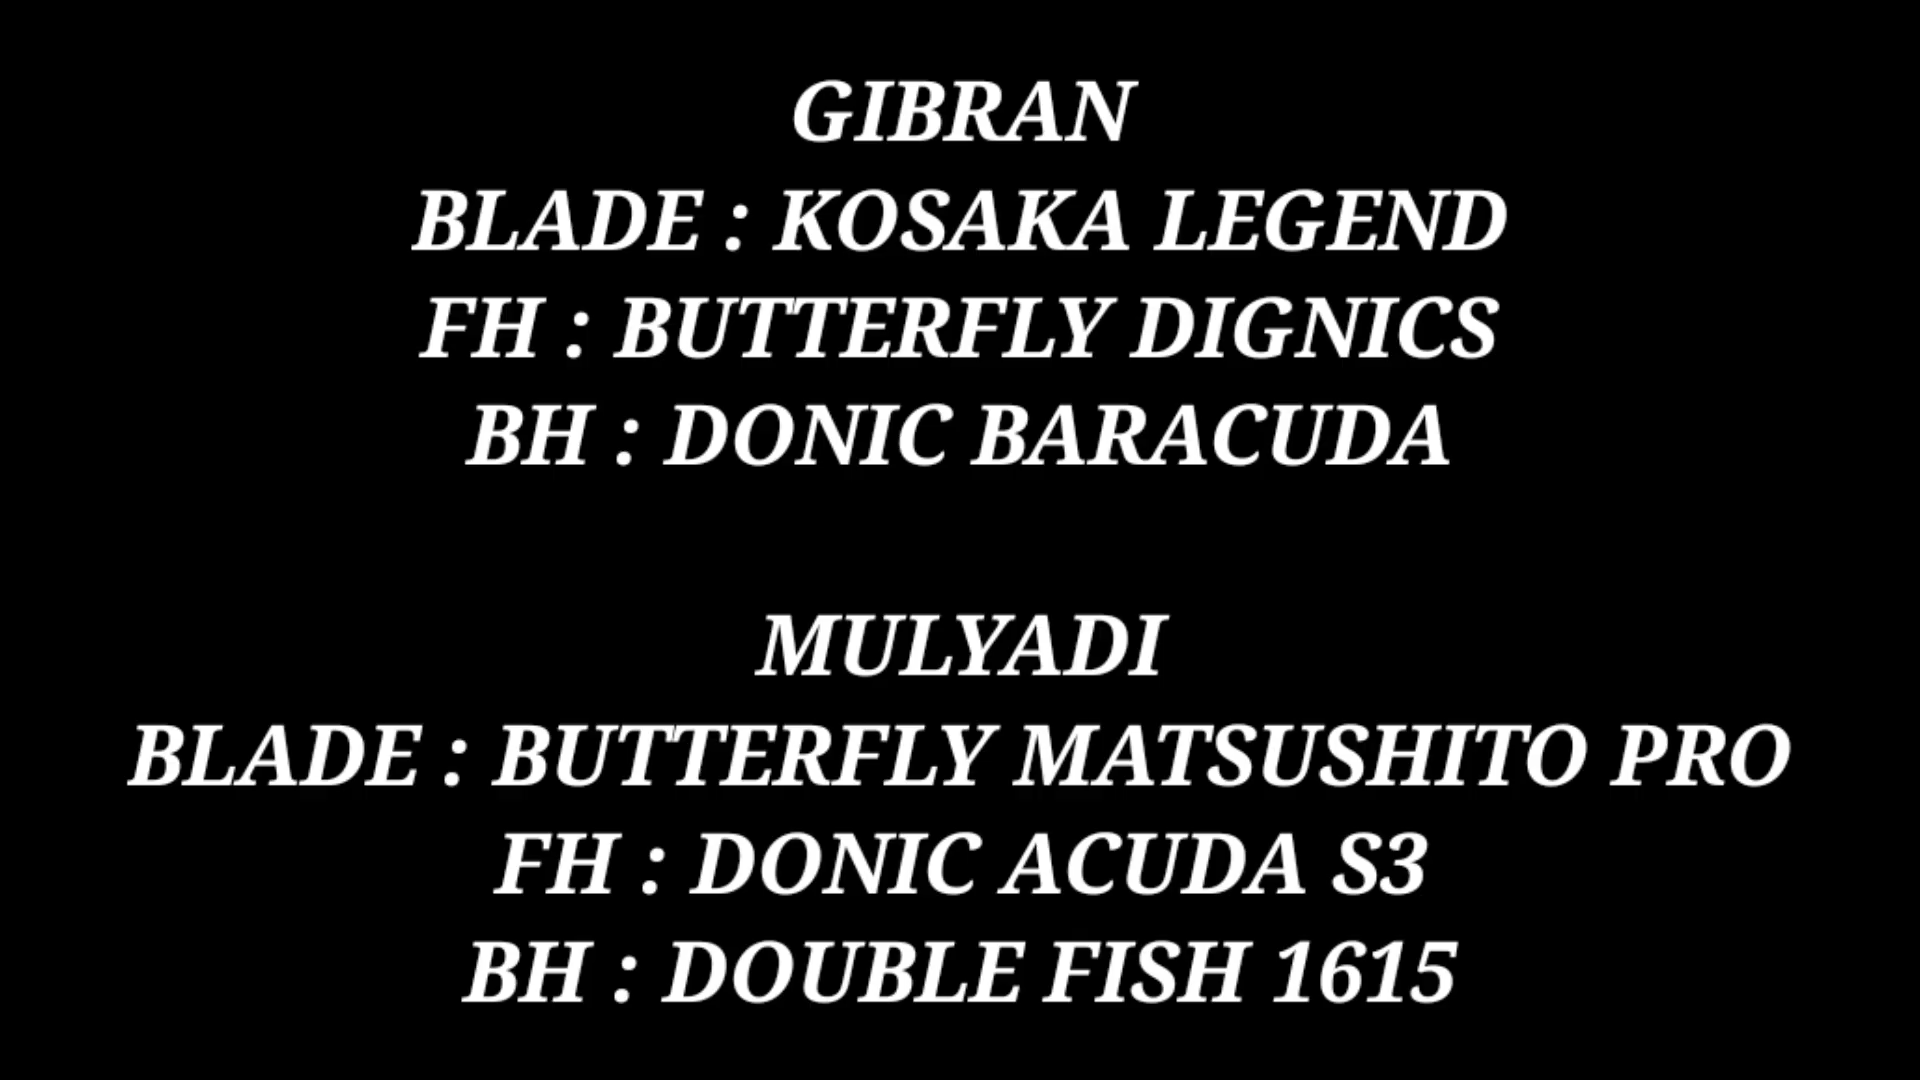 GIBRAN
BLADE : KOSAKA LEGEND
FH : BUTTERFLY DIGNICS
BH : DONIC BARACUDA
MULYADI
BLADE : BUTTERFLY MATSUSHITO PRO
FH : DONIC ACUDA S3
BH : DOUBLE FISH 1615